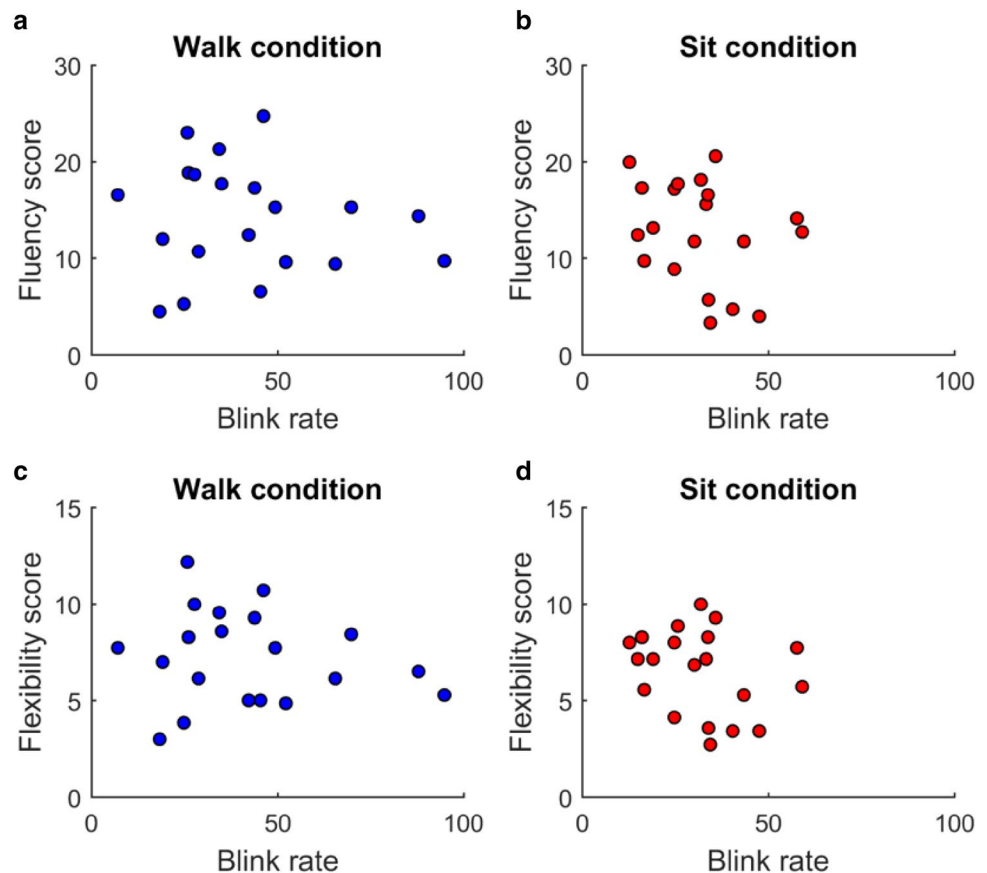 a
Walk condition
30
20
10
0
Fluency score
0 50 100
Blink rate
b
Sit condition
30
20
10
0
Fluency score
0 50 100
Blink rate
c
Walk condition
15
10
5
0
Flexibility score
0 50 100
Blink rate
d
Sit condition
15
10
5
0
Flexibility score
0 50 100
Blink rate